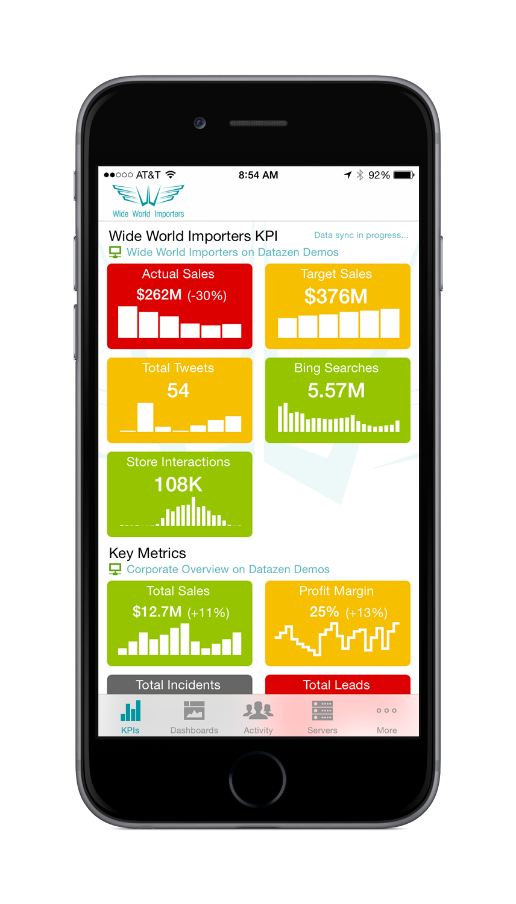 AT&T 8:54 AM 92%
Wide World Importers
Wide World Importers KPI Data sync in progress...
Wide World Importers on Datazen Demos
Actual Sales Target Sales
$262M (-30%) $376M
Total Tweets Bing Searches
54 5.57M
Store Interactions
108K
Key Metrics
Corporate Overview on Datazen Demos
Total Sales Profit Margin
$12.7M (+11%) 25% (+13%)
Total Incidents Total Leads
KPIs Dashboards Activity Servers More